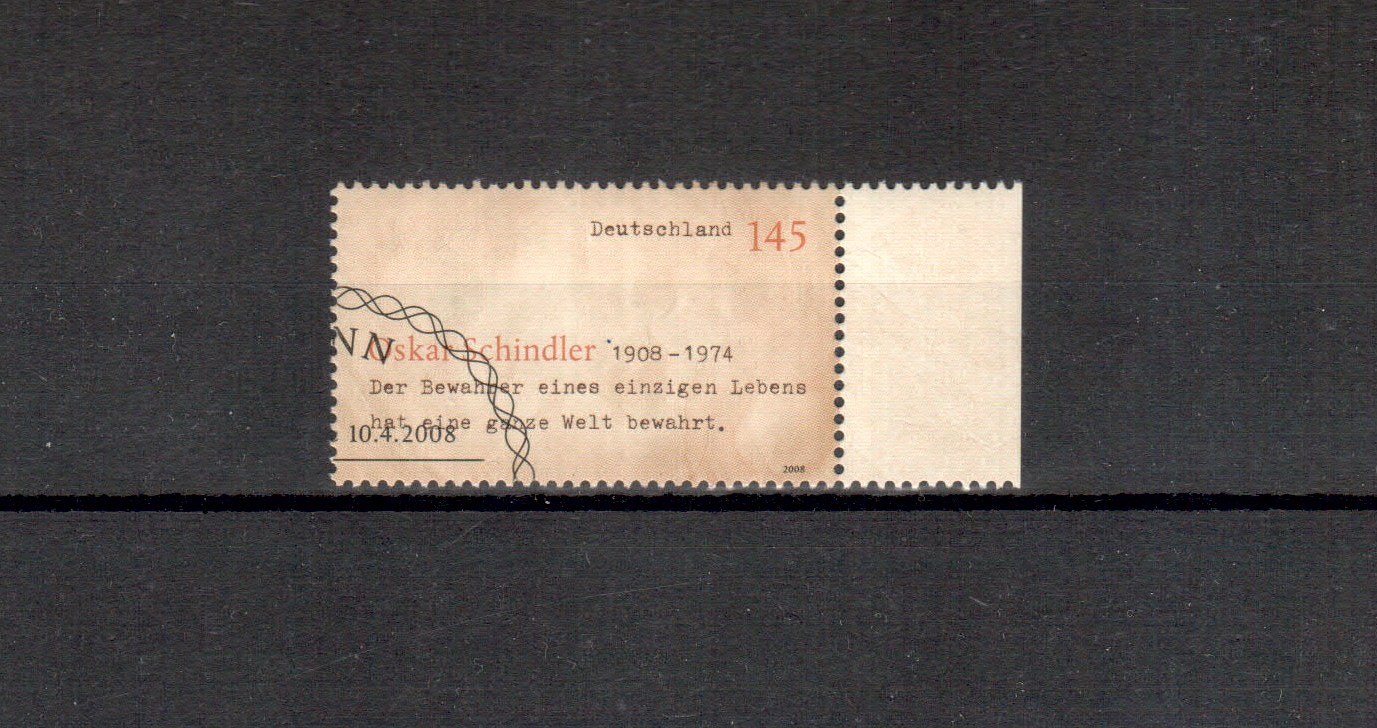 Deutschland 145
NN
Oskar Schindler 1908-1974
Der Bewahrer eines einzigen Lebens
hat eine ganze Welt bewahrt.
10.4.2008
2008